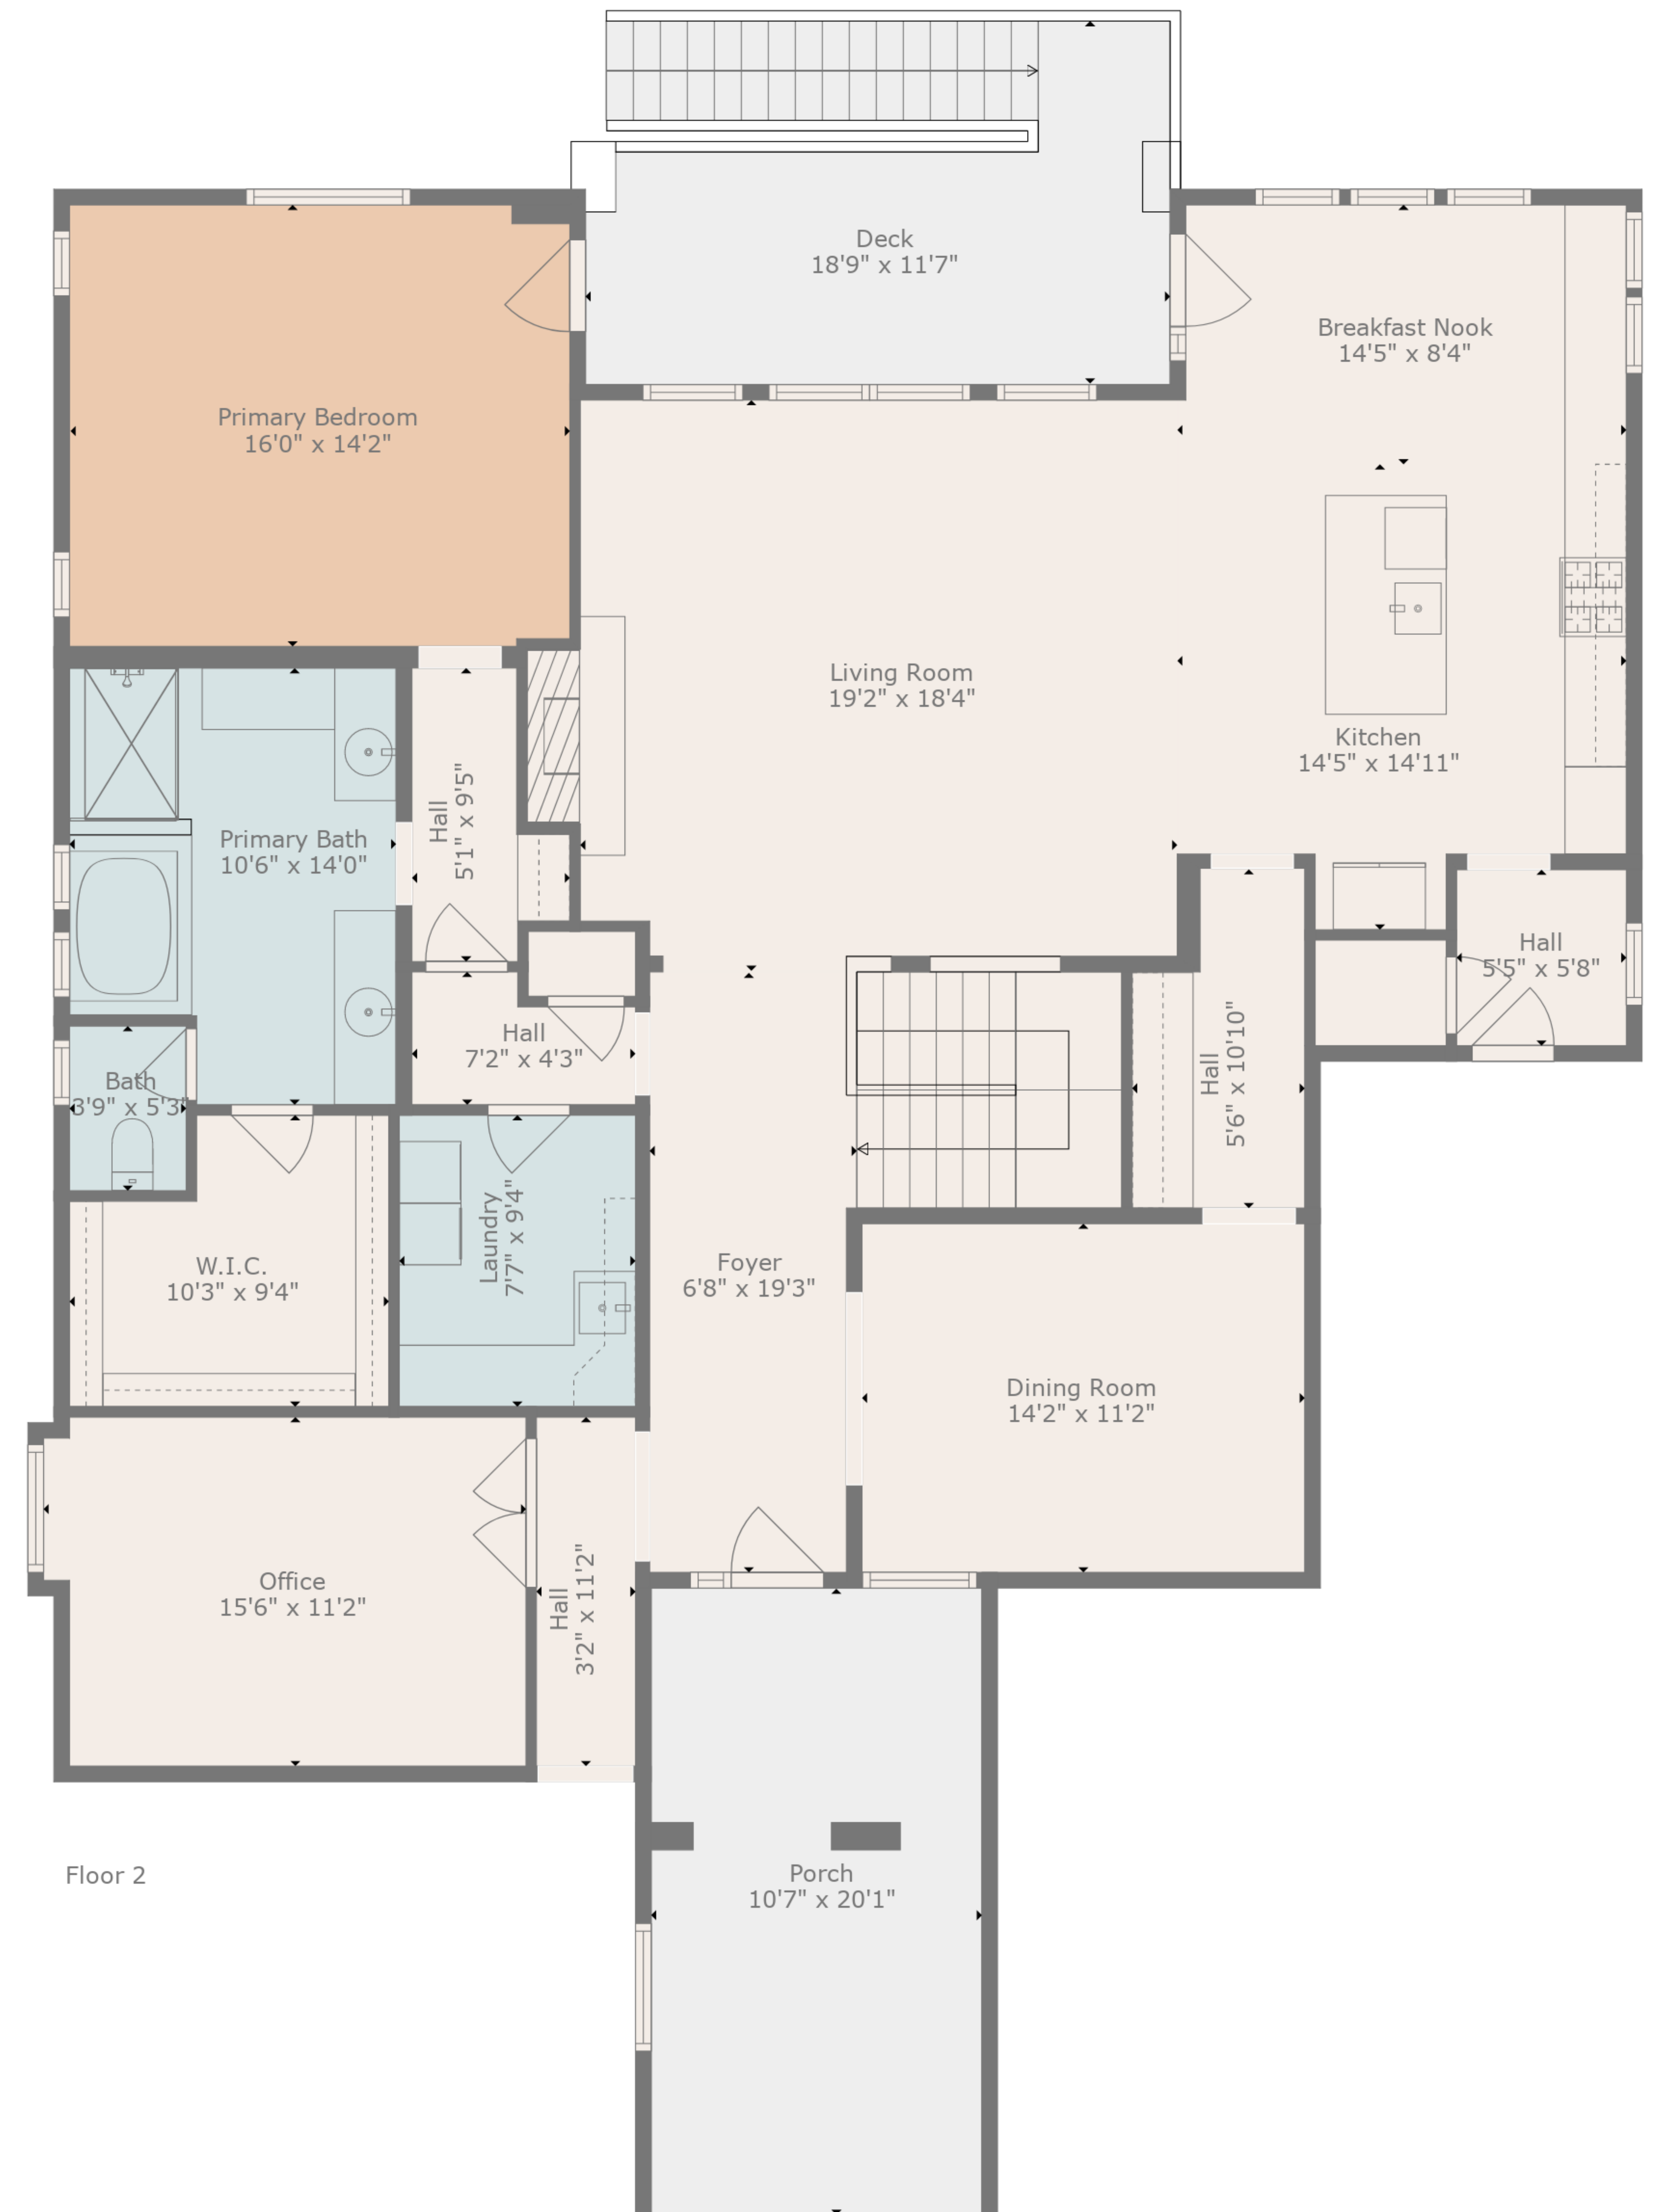 Deck
18'9" x 11'7"
Breakfast Nook
14'5" x 8'4"
Primary Bedroom
16'0" x 14'2"
Living Room
19'2" x 18'4"
Kitchen
14'5" x 14'11"
Hall
5'1" x 9'5"
Primary Bath
10'6" x 14'0"
Hall
5'5" x 5'8"
Hall
7'2" x 4'3"
Bath
3'9" x 5'3"
Hall
5'6" x 10'10"
Laundry
7'7" x 9'4"
W.I.C.
10'3" x 9'4"
Foyer
6'8" x 19'3"
Dining Room
14'2" x 11'2"
Office
15'6" x 11'2"
Hall
3'2" x 11'2"
Floor 2
Porch
10'7" x 20'1"